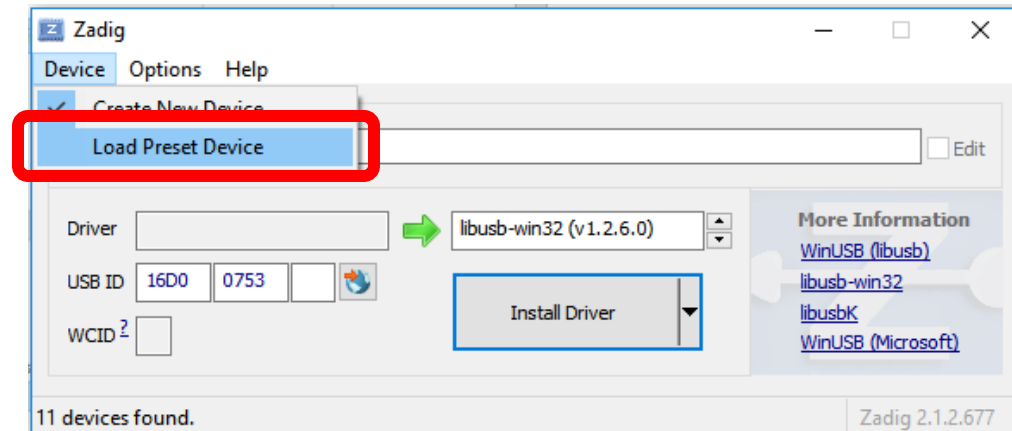 Zadig
Device Options Help
Create New Device
Load Preset Device
Edit
Driver
libusb-win32 (v1.2.6.0)
USB ID 16D0 0753
WCID ?
Install Driver
More Information
WinUSB (libusb)
libusb-win32
libusbK
WinUSB (Microsoft)
11 devices found.
Zadig 2.1.2.677